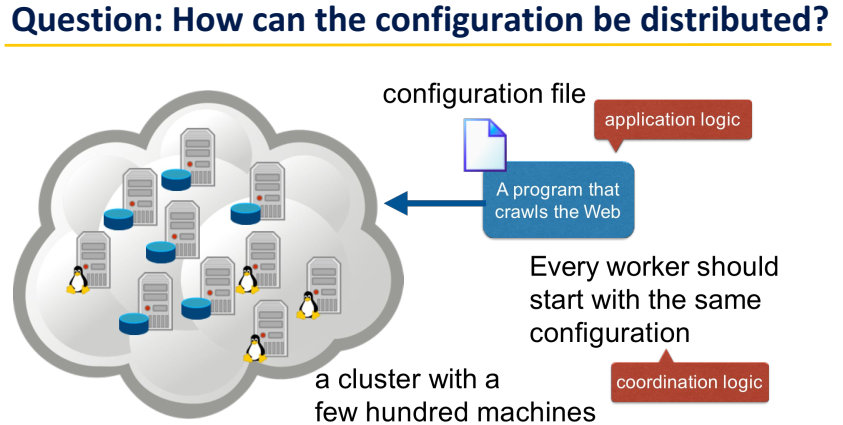 Question: How can the configuration be distributed?
configuration file
application logic
A program that
crawls the Web
Every worker should
start with the same
configuration
coordination logic
a cluster with a
few hundred machines